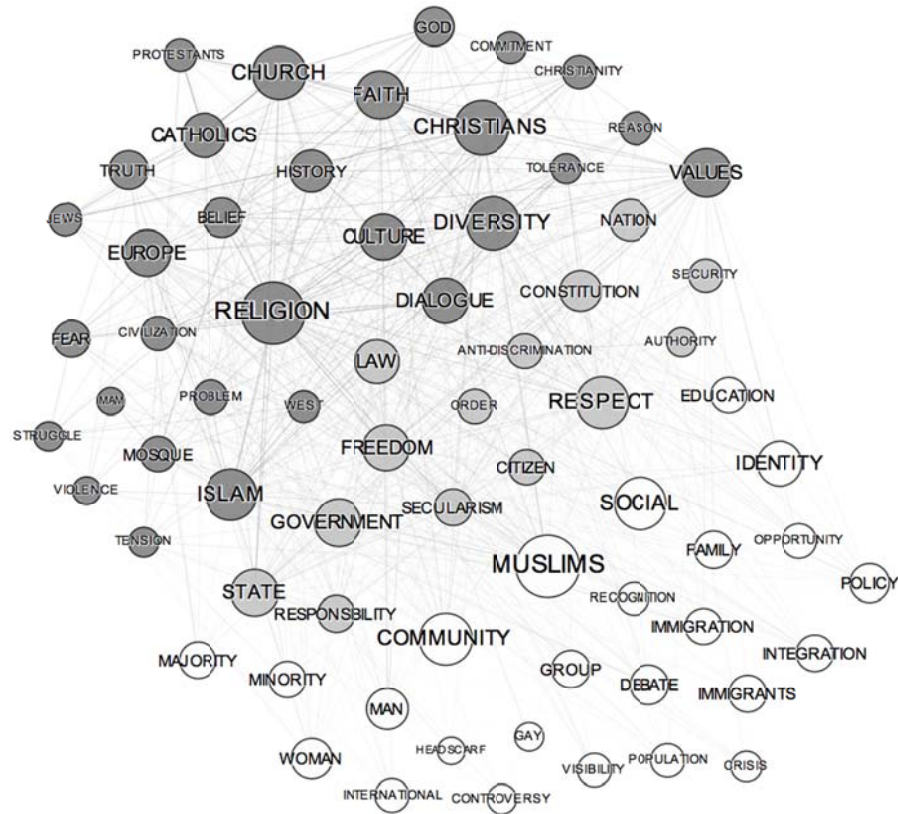 GOD
COMMITMENT
PROTESTANTS
CHURCH
CHRISTIANITY
FAITH
CHRISTIANS
CATHOLICS
REASON
TRUTH
HISTORY
TOLERANCE
VALUES
JEWS
BELIEF
DIVERSITY
NATION
CULTURE
EUROPE
SECURITY
DIALOGUE
CONSTITUTION
RELIGION
FEAR
CIVILIZATION
AUTHORITY
ANTI-DISCRIMINATION
LAW
PROBLEM
EDUCATION
MAM
WEST
ORDER
RESPECT
STRUGGLE
MOSQUE
FREEDOM
CITIZEN
IDENTITY
VIOLENCE
ISLAM
SOCIAL
SECULARISM
GOVERNMENT
TENSION
OPPORTUNITY
FAMILY
MUSLIMS
POLICY
STATE
RECOGNITION
RESPONSBILITY
IMMIGRATION
COMMUNITY
INTEGRATION
MAJORITY
GROUP
MINORITY
DEBATE
IMMIGRANTS
MAN
GAY
HEADSCARF
WOMAN
POPULATION
CRISIS
VISIBILITY
INTERNATIONAL
CONTROVERSY